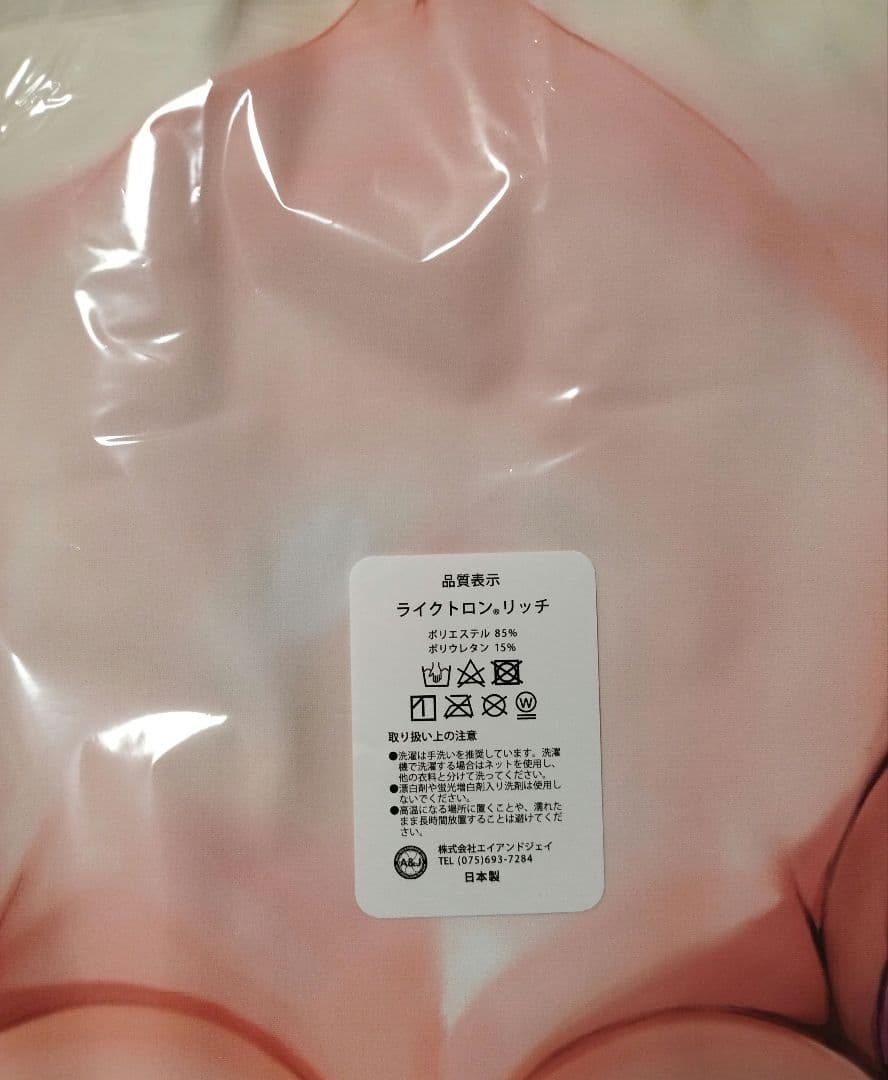 品質表示
ライクトロン®リッチ
ポリエステル 85%
ポリウレタン 15%
W
取り扱い上の注意
●洗濯は手洗いを推奨しています。洗濯
機で洗濯する場合はネットを使用し、
他の衣料と分けて洗ってください。
●漂白剤や蛍光増白剤入り洗剤は使用し
ないでください。
●高温になる場所に置くことや、濡れた
まま長時間放置することは避けてくだ
さい。
A&J
株式会社エイアンドジェイ
TEL (075)693-7284
日本製